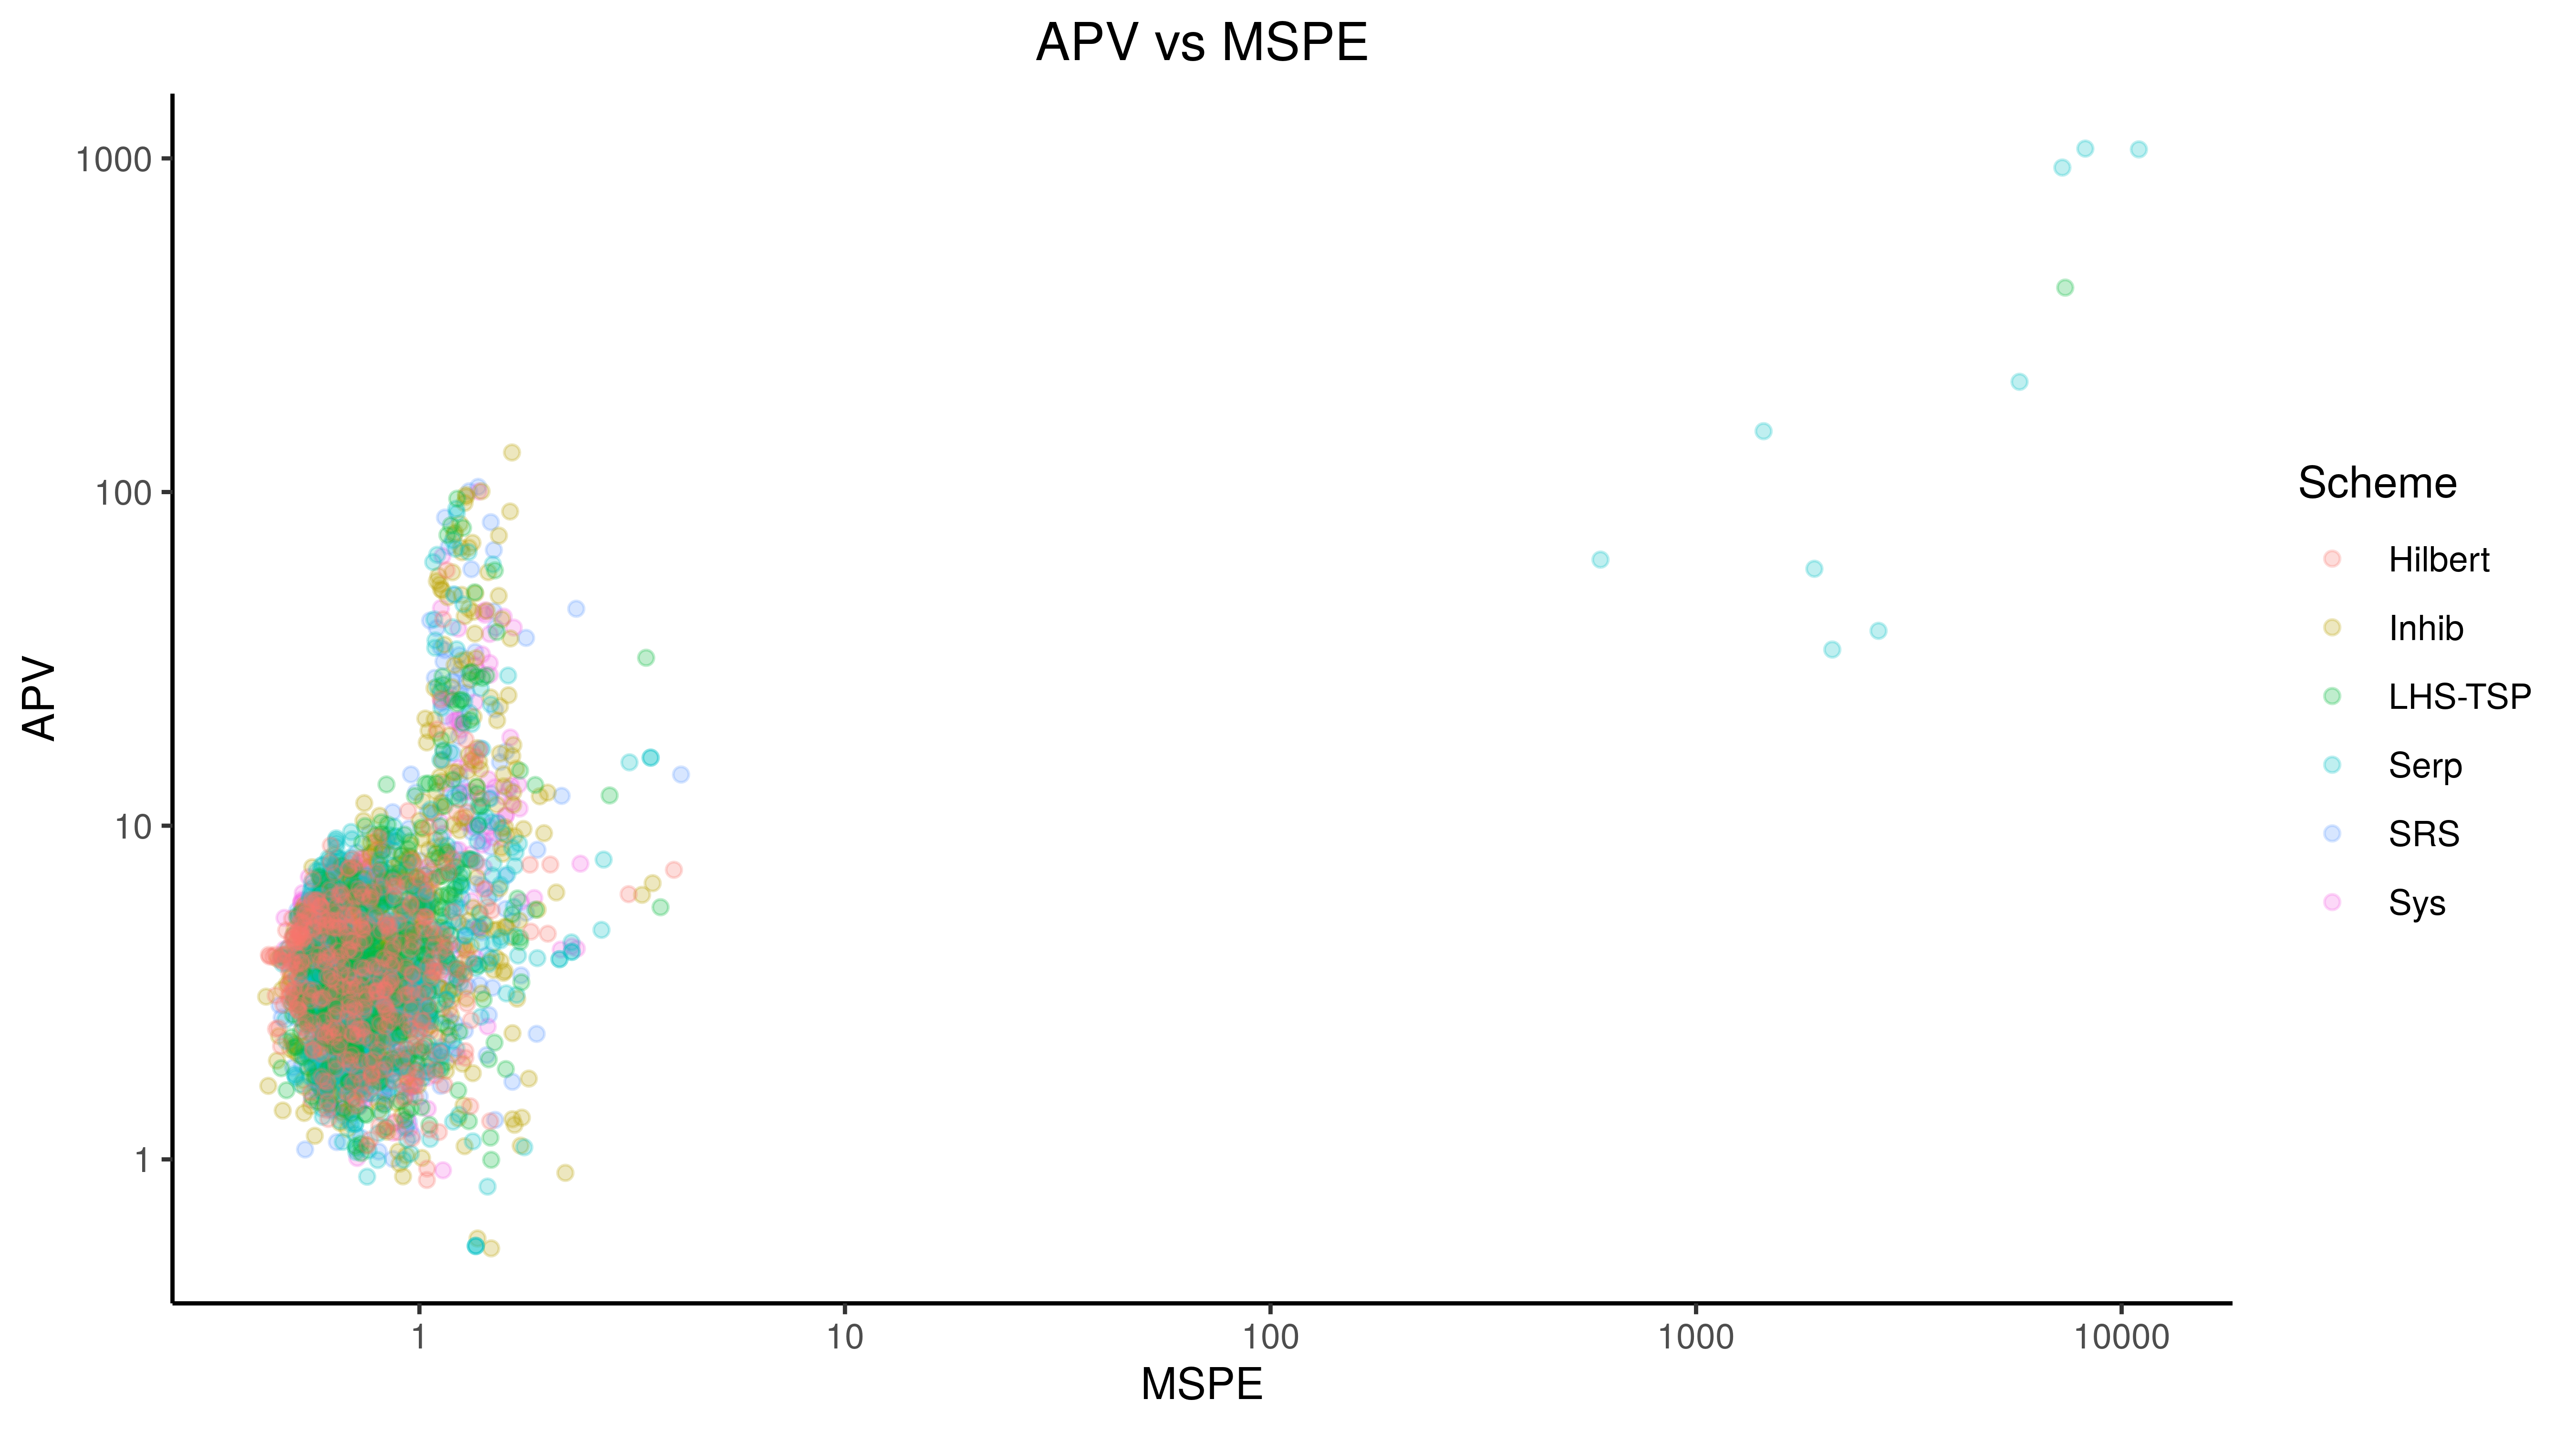 APV vs MSPE
1000
100
10
1
APV
1
10
100
1000
10000
MSPE
Scheme
Hilbert
Inhib
LHS-TSP
Serp
SRS
Sys